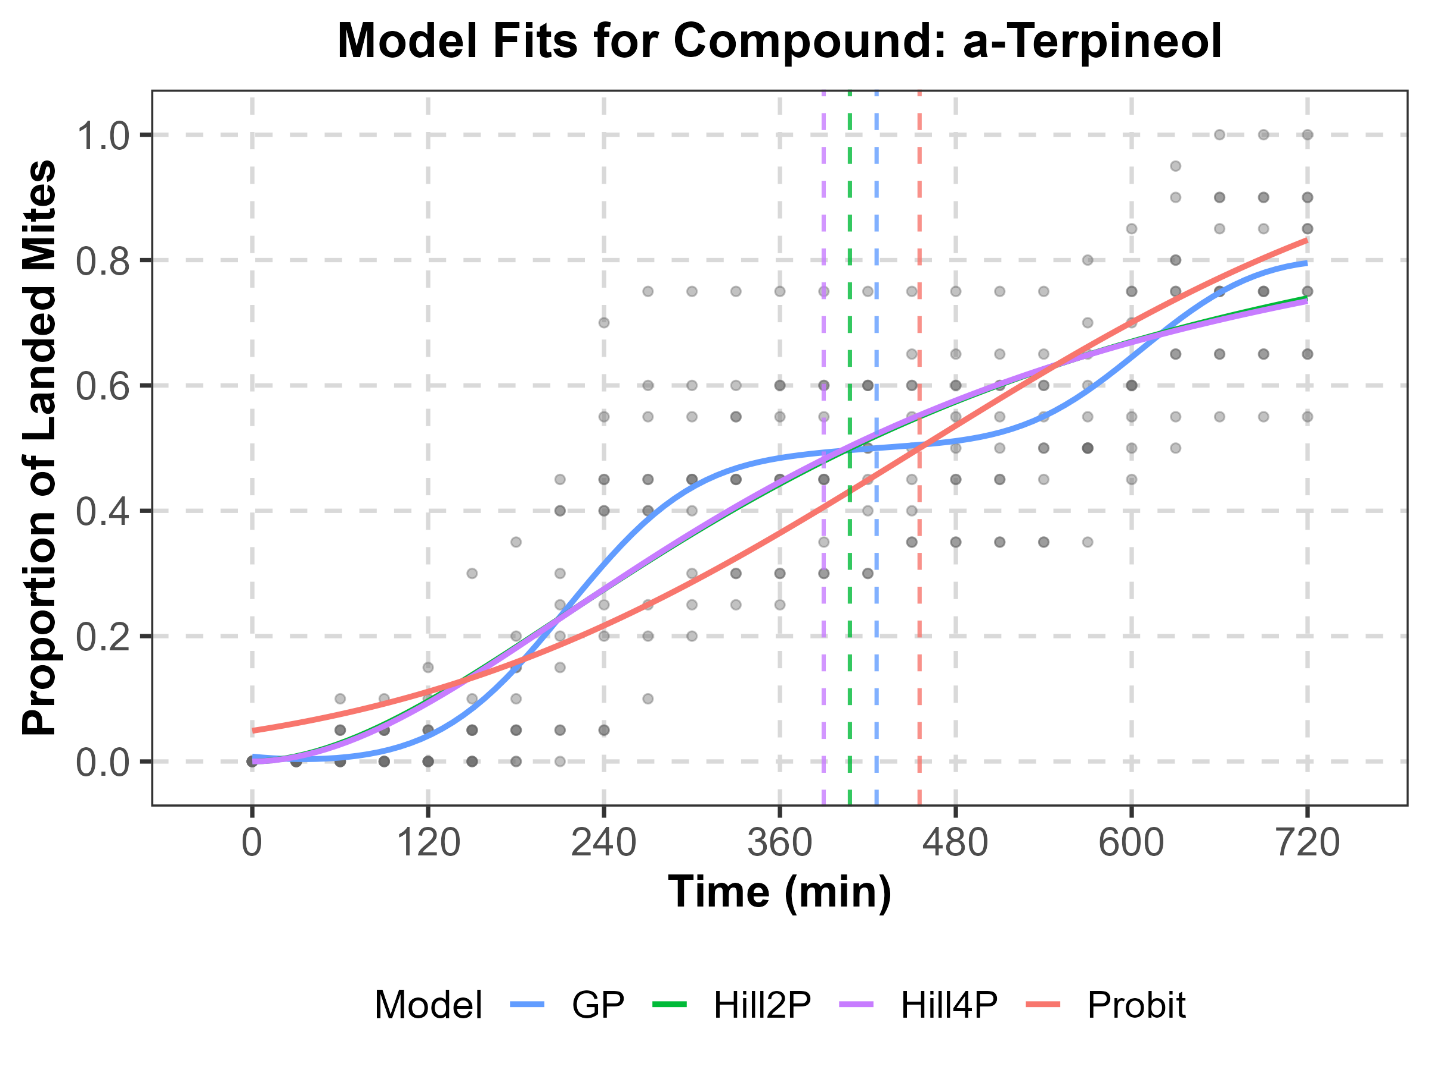 Model Fits for Compound: a-Terpineol
Proportion of Landed Mites
1.0
0.8
0.6
0.4
0.2
0.0
0 120 240 360 480 600 720
Time (min)
Model GP Hill2P Hill4P Probit